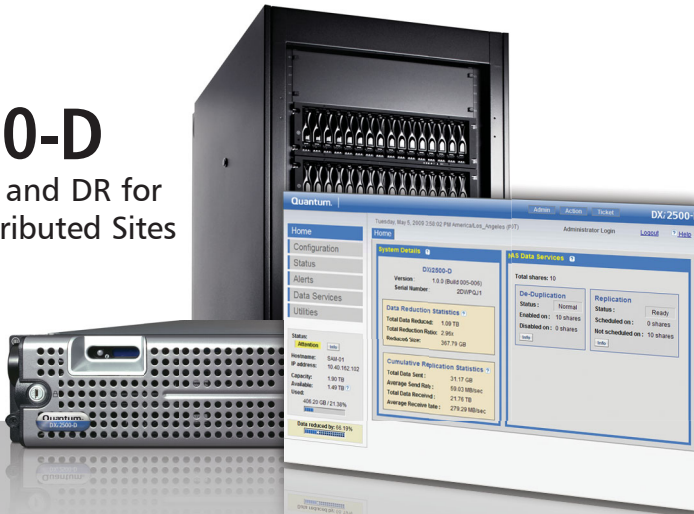 0-D
and DR for
ributed Sites
Quantum.
Admin Action Ticket
DXi2500-
Tuesday, May 5, 2009 3:58:02 PM America/Los_Angeles (PDT)
Administrator Login
Logout
Help
Home
Configuration
Status
Alerts
Data Services
Utilities
Status:
Attention Info
Hostname: SAM-01
IP address: 10.40.162.102
Capacity: 1.90 TB
Available: 1.49 TB
Used:
406.20 GB / 21.38%
Data reduced by: 66.19%
Home
System Details
DXi2500-D
Version : 1.0.0 (Build:005-006)
Serial Number :
Data Reduction Statistics
Total Data Reduced: 1.09 TB
Total Reduction Ratio: 2.96x
Reduced Size: 367.79 GB
Cumulative Replication Statistics
Total Data Sent : 31.17 GB
Average Send Rate : 59.03 MB/sec
Total Data Received : 21.76 TB
Average Receive Rate : 279.29 MB/sec
AS Data Services
Total shares: 10
De-Duplication
Status : Normal
Enabled on : 10 shares
Disabled on : 0 shares
Info
Replication
Status : Ready
Scheduled on : 0 shares
Not scheduled on : 10 shares
Info
Quantum
DXi2500-D